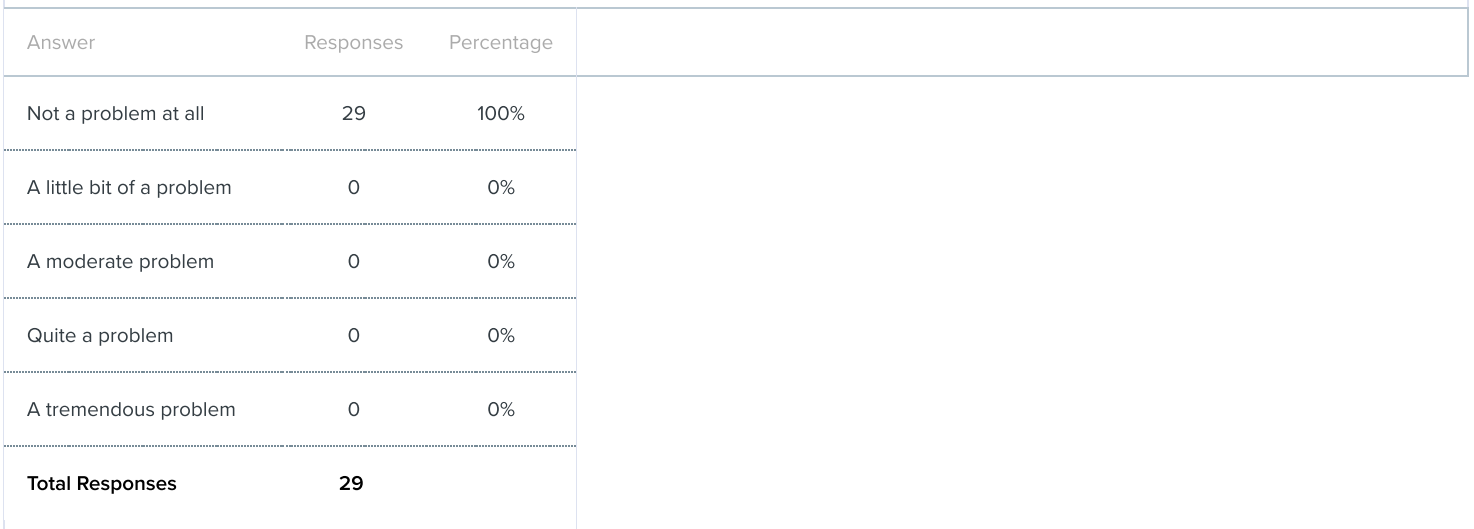 Answer Responses Percentage
Not a problem at all 29 100%
A little bit of a problem 0 0%
A moderate problem 0 0%
Quite a problem 0 0%
A tremendous problem 0 0%
Total Responses 29